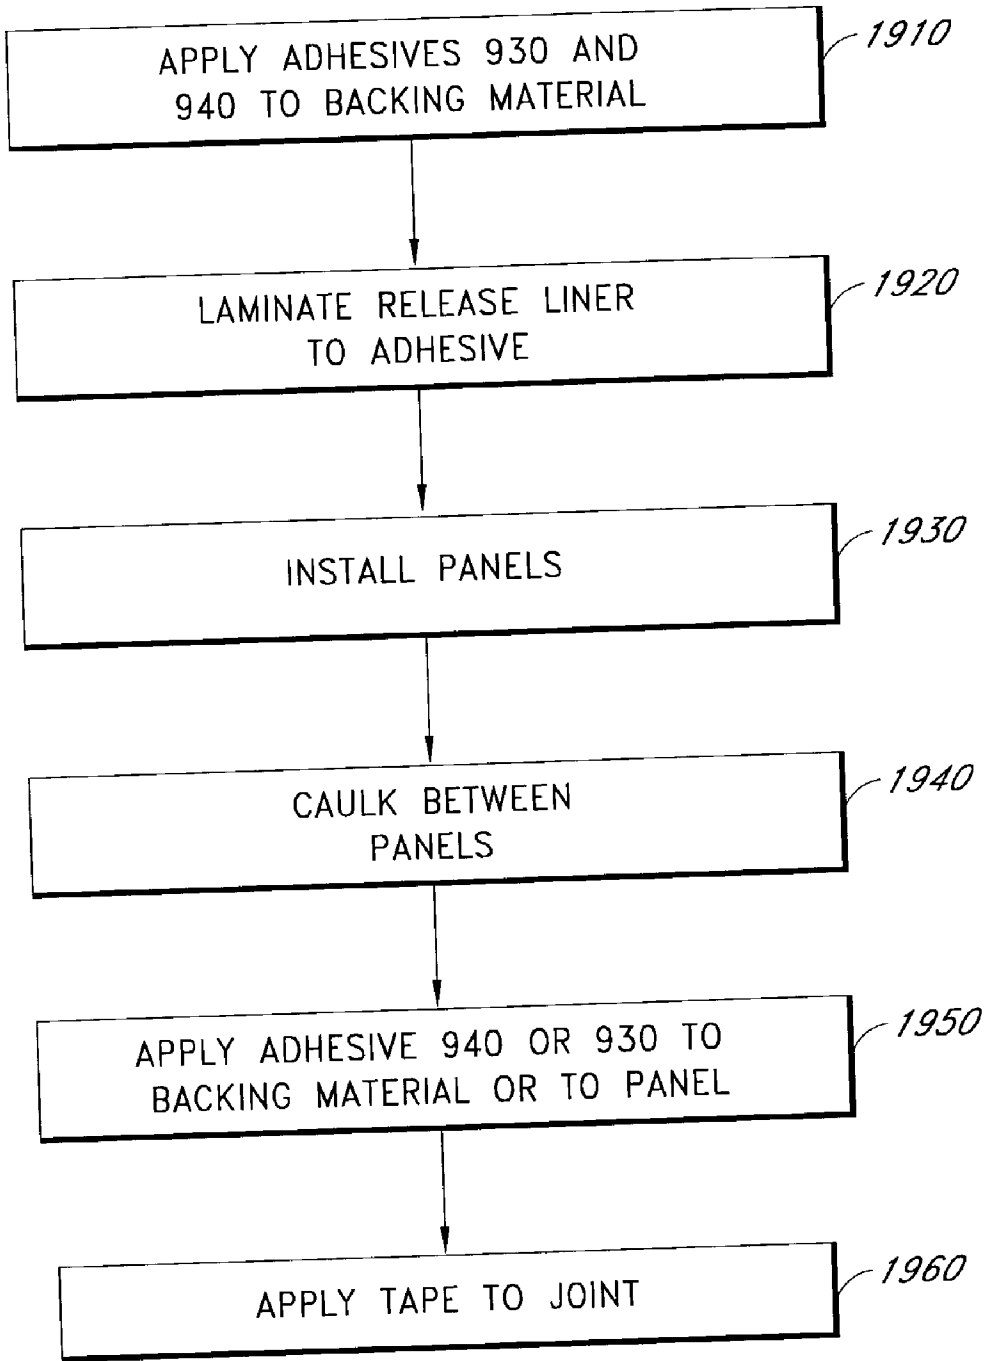 APPLY ADHESIVES 930 AND
940 TO BACKING MATERIAL
1910
LAMINATE RELEASE LINER
TO ADHESIVE
1920
INSTALL PANELS
1930
CAULK BETWEEN
PANELS
1940
APPLY ADHESIVE 940 OR 930 TO
BACKING MATERIAL OR TO PANEL
1950
APPLY TAPE TO JOINT
1960